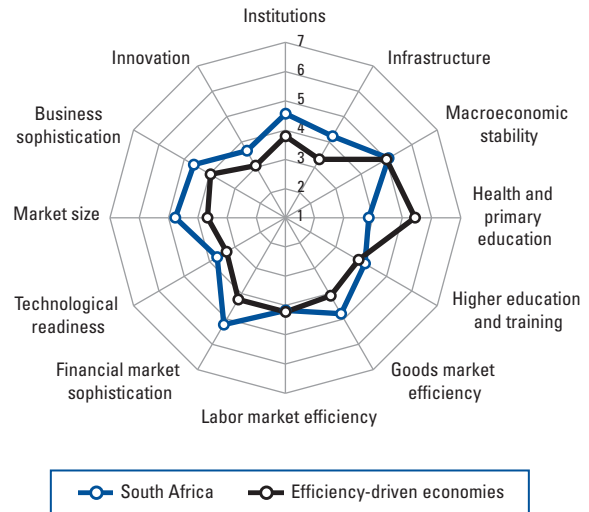 Institutions
7
6
5
4
3
2
1
Infrastructure
Macroeconomic
stability
Health and
primary
education
Higher education
and training
Goods market
efficiency
Labor market efficiency
Financial market
sophistication
Technological
readiness
Market size
Business
sophistication
Innovation
South Africa
Efficiency-driven economies